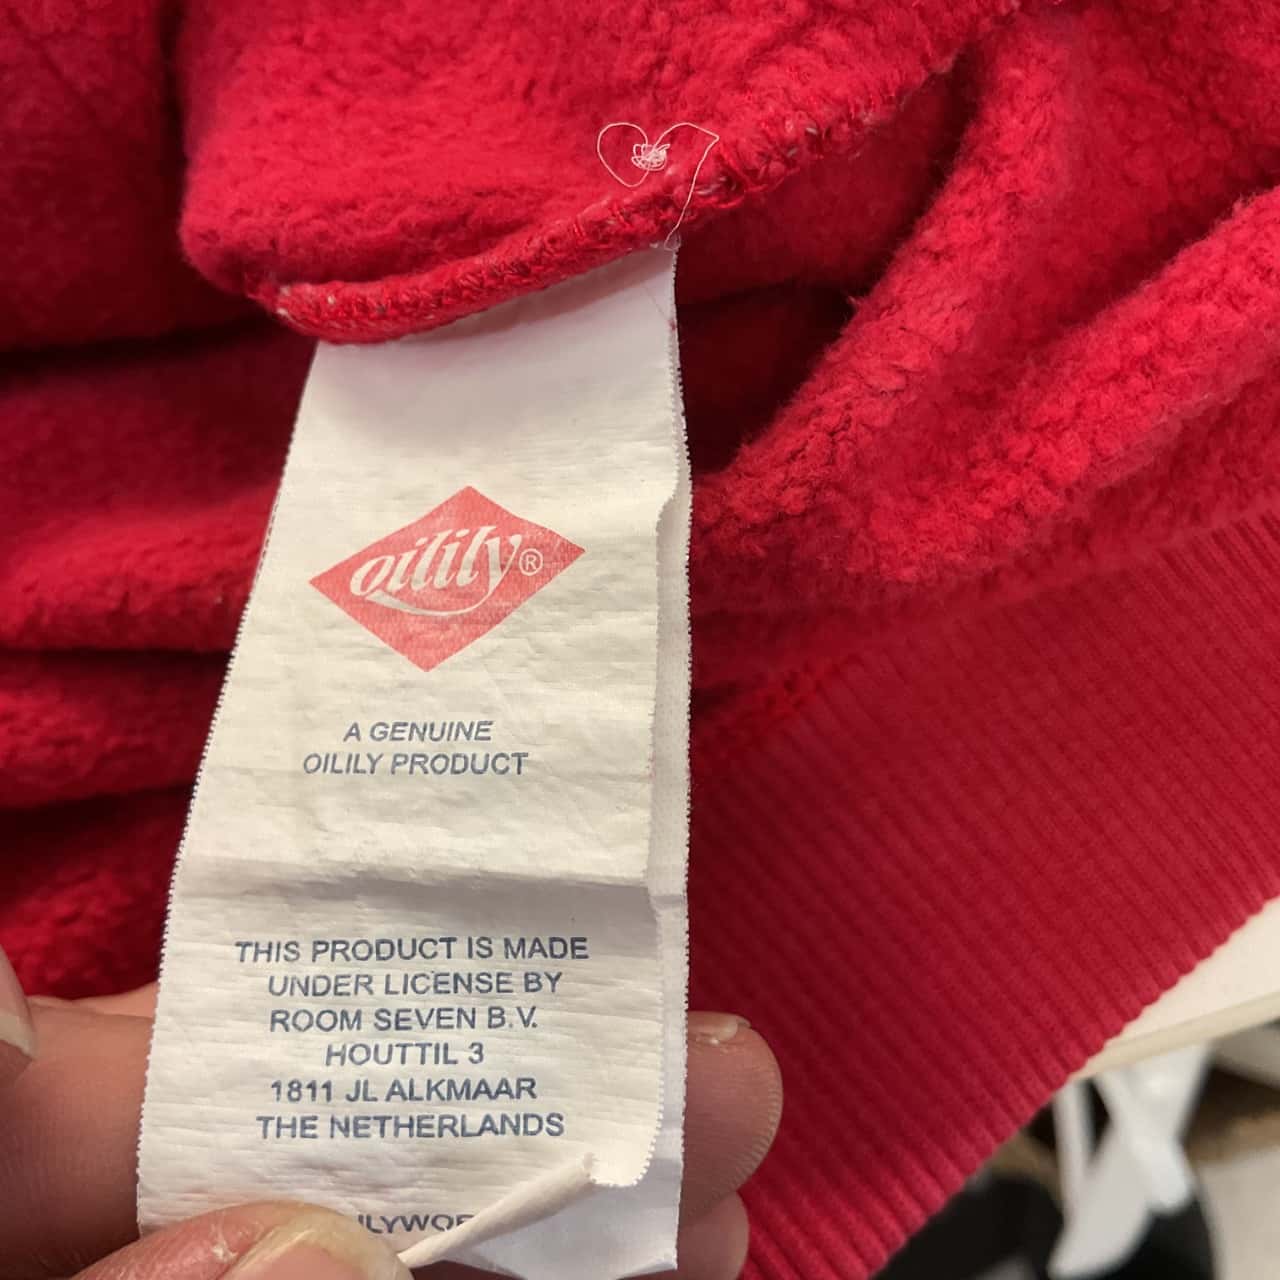 Oilily®
A GENUINE
OILILY PRODUCT
THIS PRODUCT IS MADE
UNDER LICENSE BY
ROOM SEVEN B.V.
HOUTTIL 3
1811 JL ALKMAAR
THE NETHERLANDS